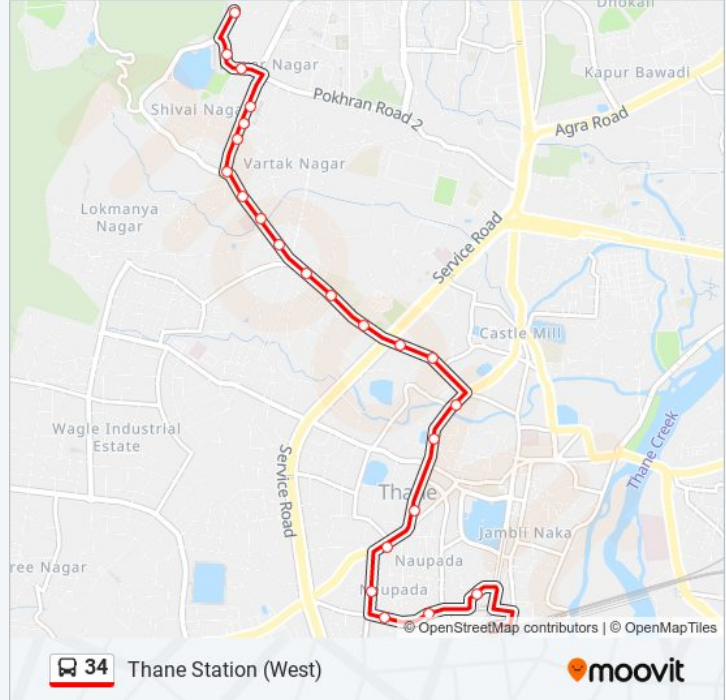 Dhokali
er Nagar
Kapur Bawadi
Pokhran Road 2
Shivai Nagar
Agra Road
Vartak Nagar
Lokmanya
Nagar
Service Road
Castle Mill
Wagle Industrial
Estate
Service Road
Thane Creek
Thane
Jambli Naka
Naupada
ree Nagar
Naupada
© OpenStreetMap contributors | © OpenMapTiles
34 Thane Station (West)
moovit